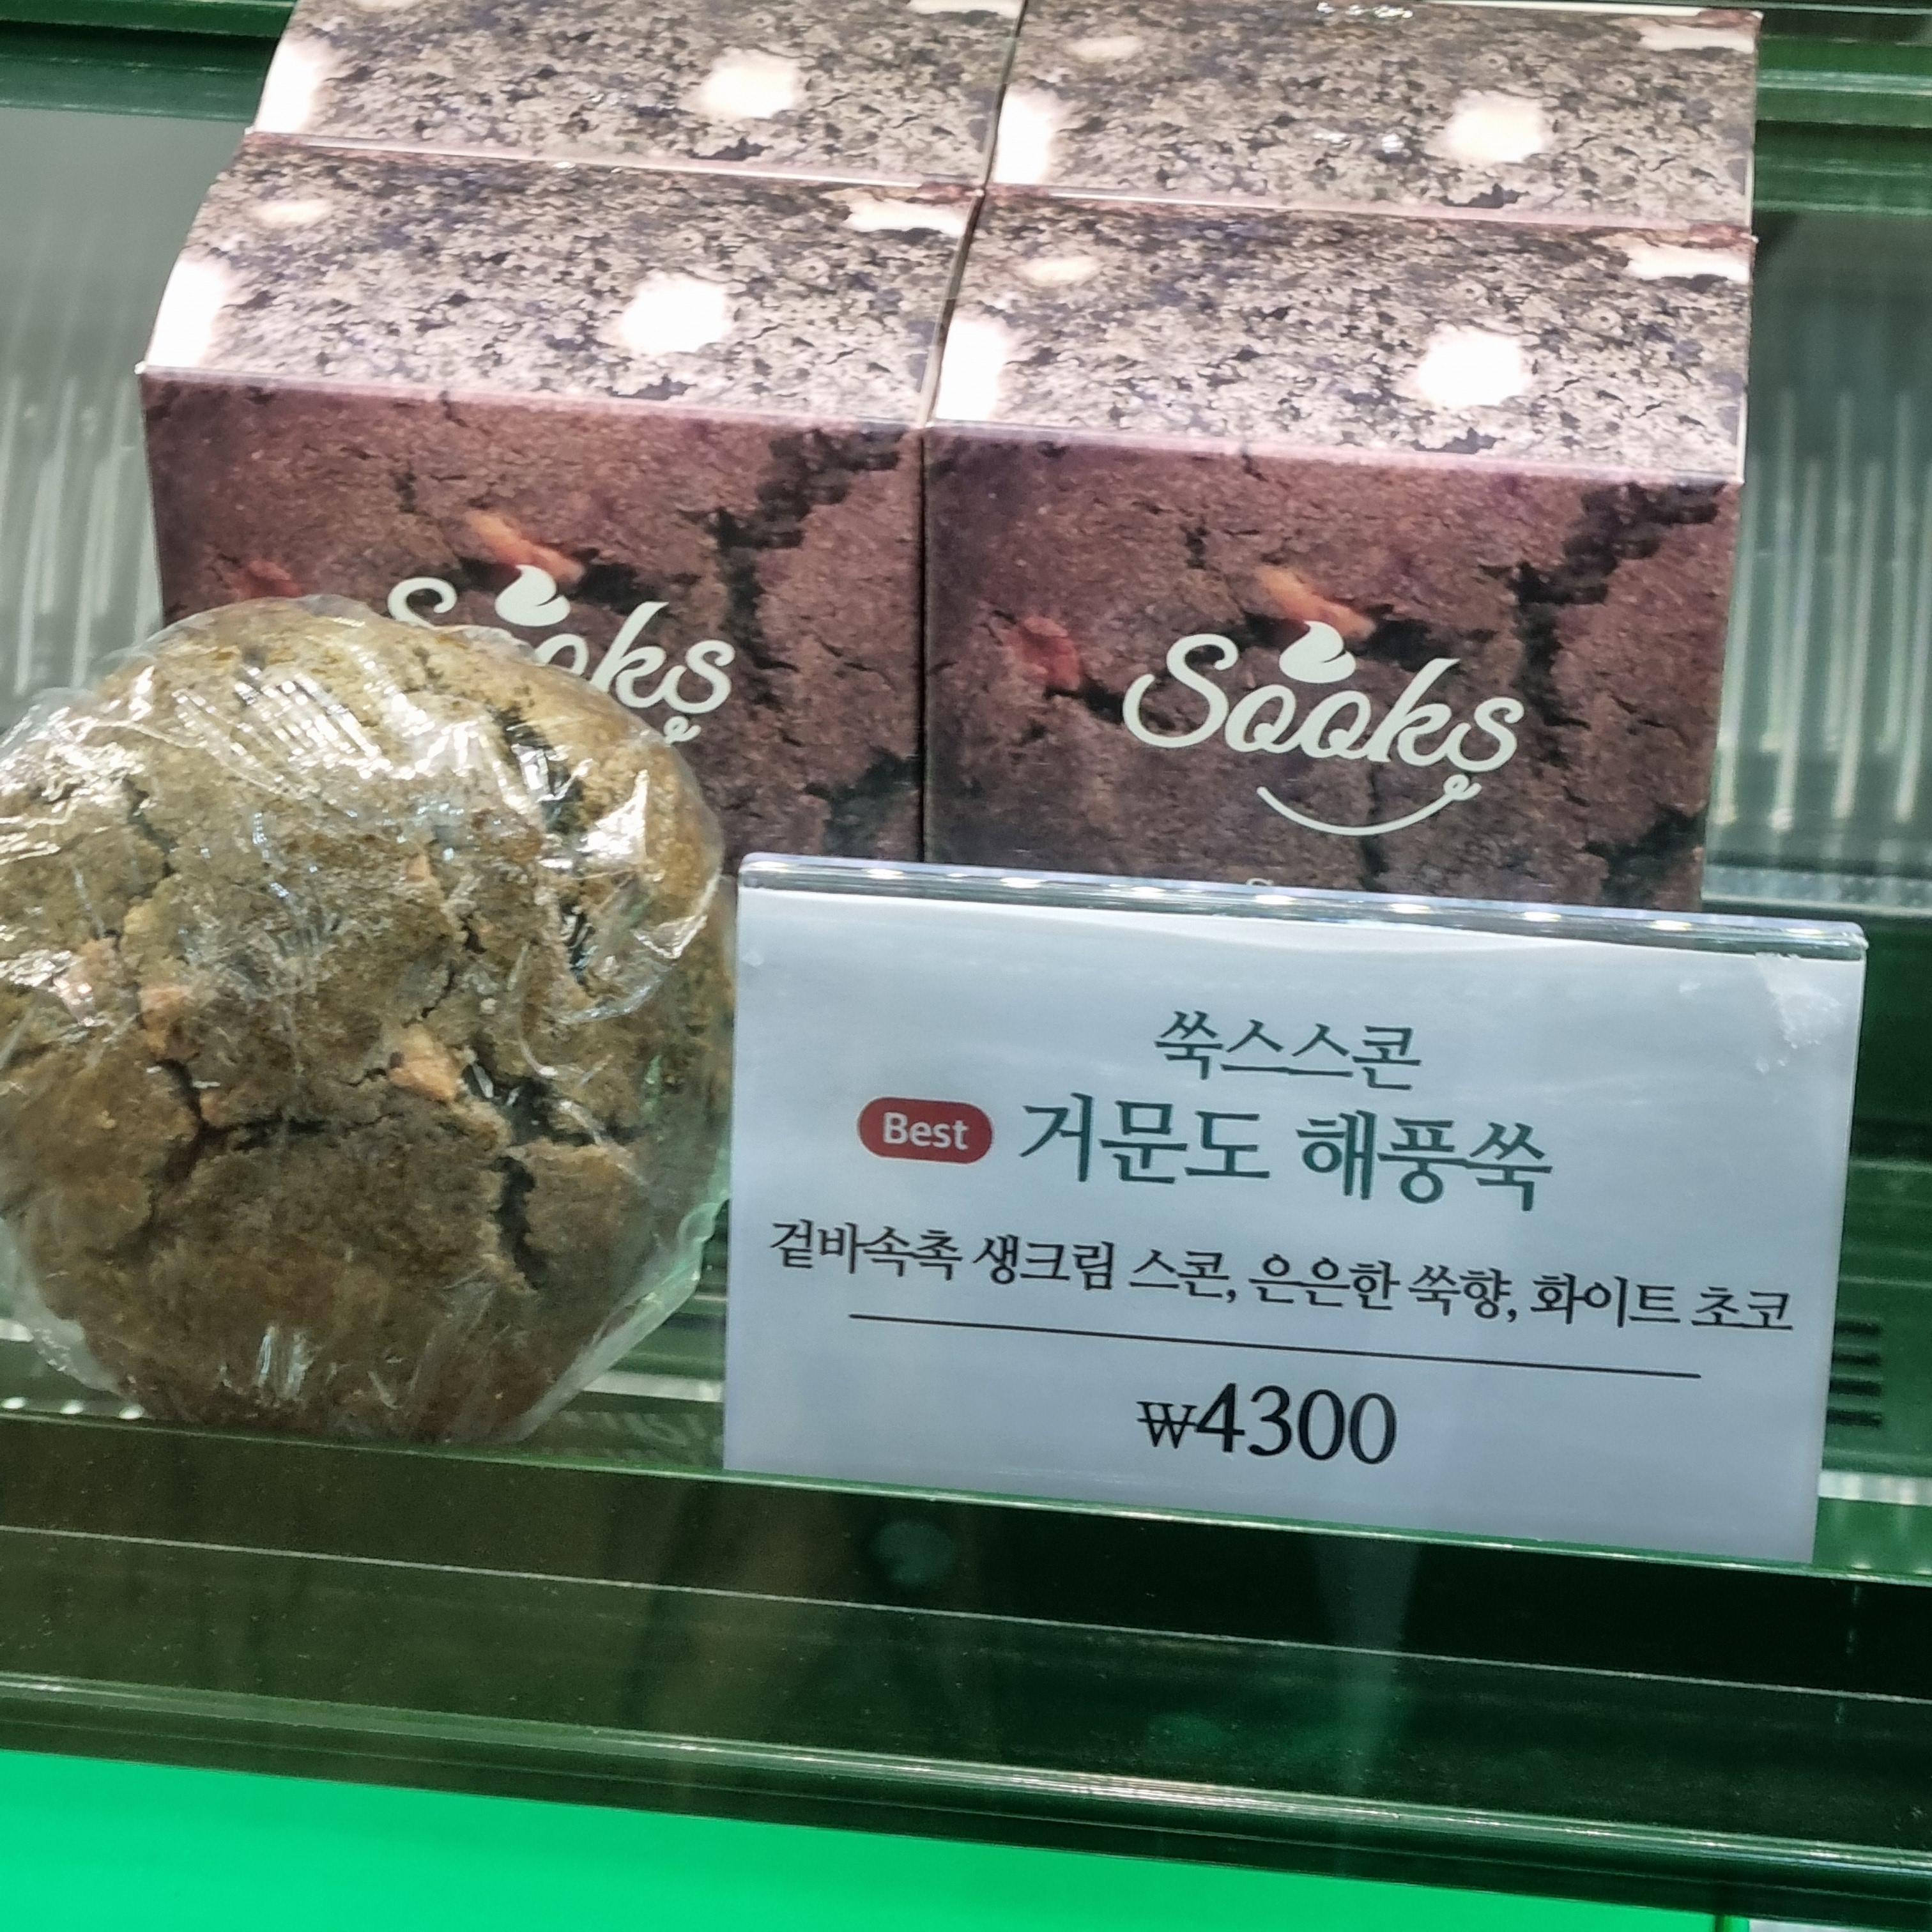 Sooks
Sooks
쑥스스콘
Best 거문도 해풍쑥
겉바속촉 생크림 스콘, 은은한 쑥향, 화이트 초코
₩4300